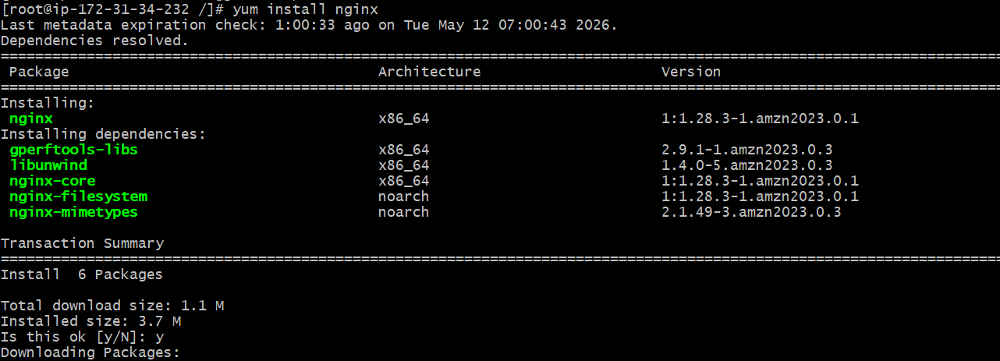 [root@ip-172-31-34-232 /]# yum install nginx
Last metadata expiration check: 1:00:33 ago on Tue May 12 07:00:43 2026.
Dependencies resolved.
================================================================================
Package Architecture Version
================================================================================
Installing:
nginx x86_64 1:1.28.3-1.amzn2023.0.1
Installing dependencies:
gperftools-libs x86_64 2.9.1-1.amzn2023.0.3
libunwind x86_64 1.4.0-5.amzn2023.0.3
nginx-core x86_64 1:1.28.3-1.amzn2023.0.1
nginx-filesystem noarch 1:1.28.3-1.amzn2023.0.1
nginx-mimetypes noarch 2.1.49-3.amzn2023.0.3
Transaction Summary
================================================================================
Install 6 Packages
Total download size: 1.1 M
Installed size: 3.7 M
Is this ok [y/N]: y
Downloading Packages: